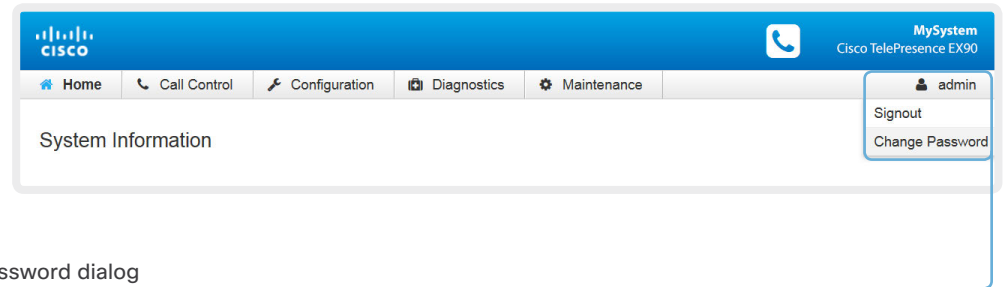 MySystem
CISCO
Cisco TelePresence EX90
Home Call Control Configuration Diagnostics Maintenance admin
Signout
System Information
Change Password
ssword dialog